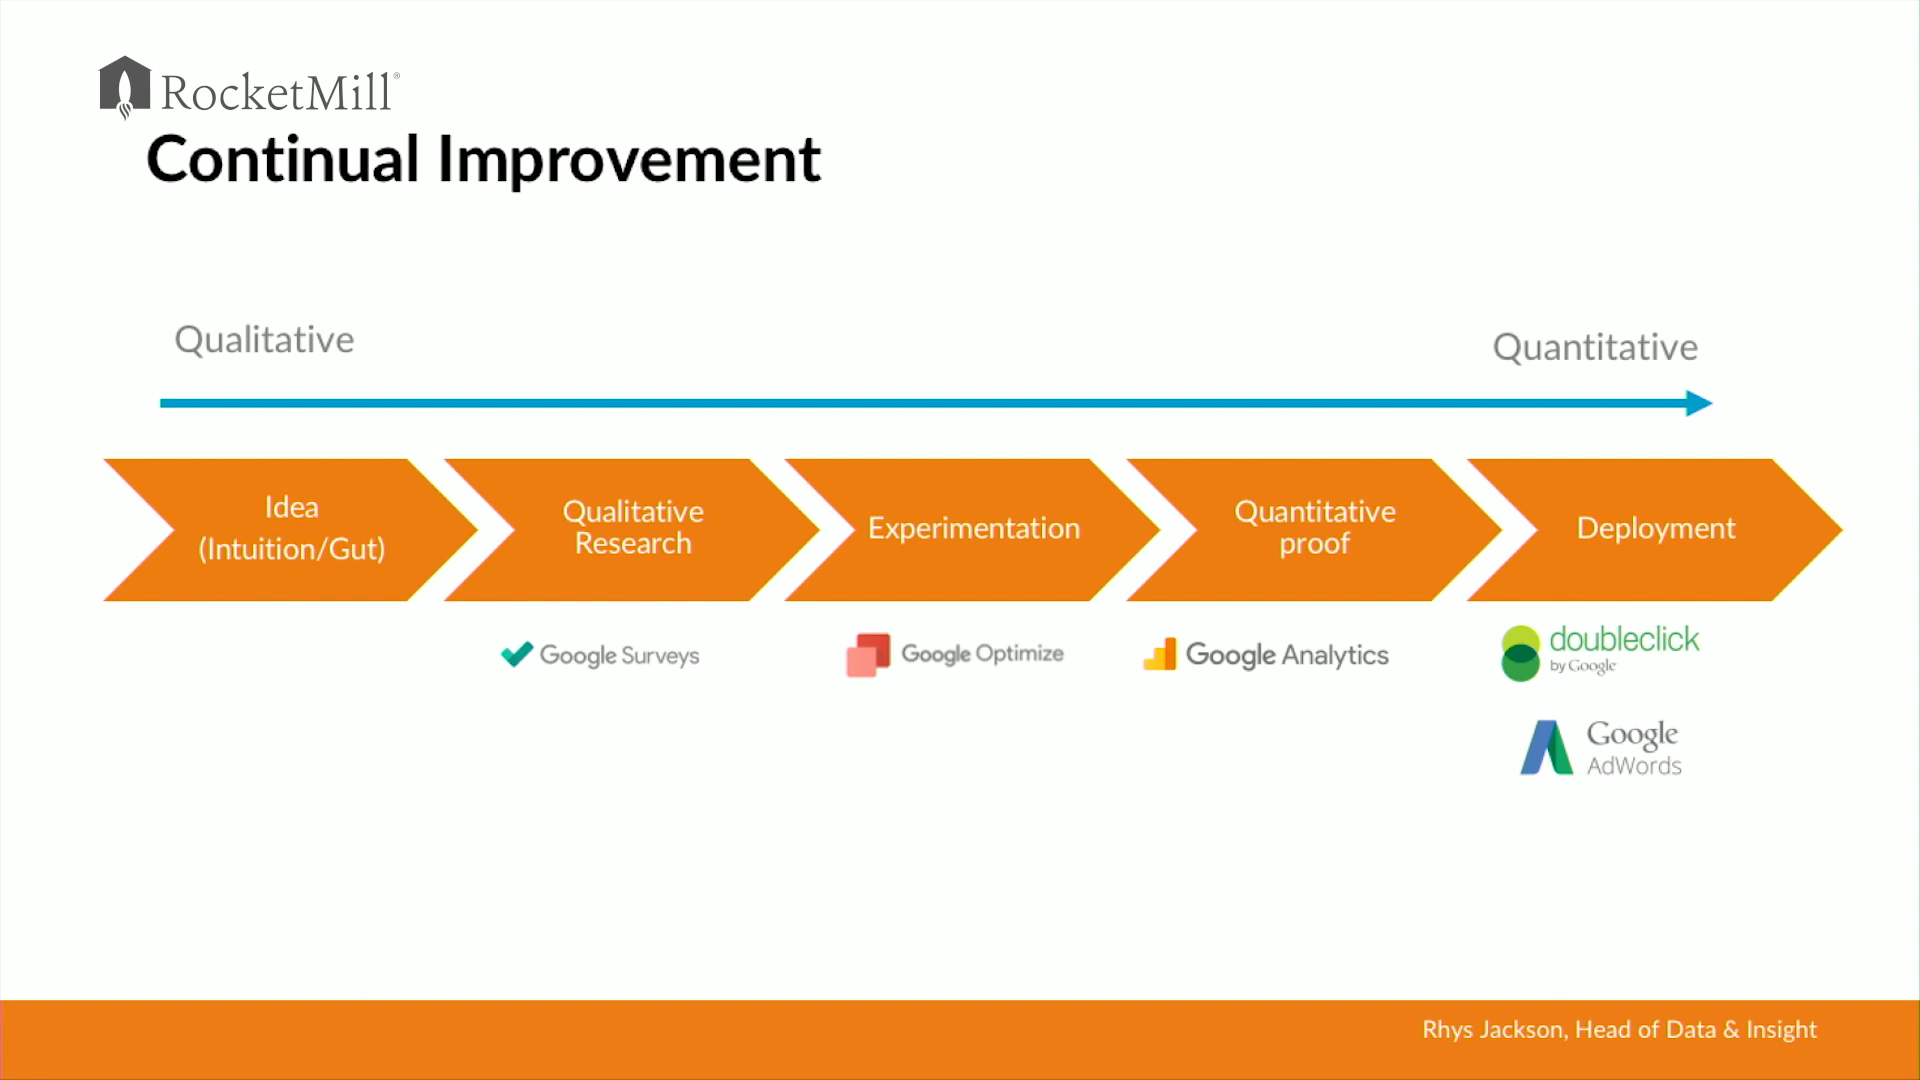 RocketMill®
Continual Improvement
Qualitative
Quantitative
Idea
(Intuition/Gut)
Qualitative
Research
Experimentation
Quantitative
proof
Deployment
Google Surveys
Google Optimize
Google Analytics
doubleclick
by Google
Google
AdWords
Rhys Jackson, Head of Data & Insight